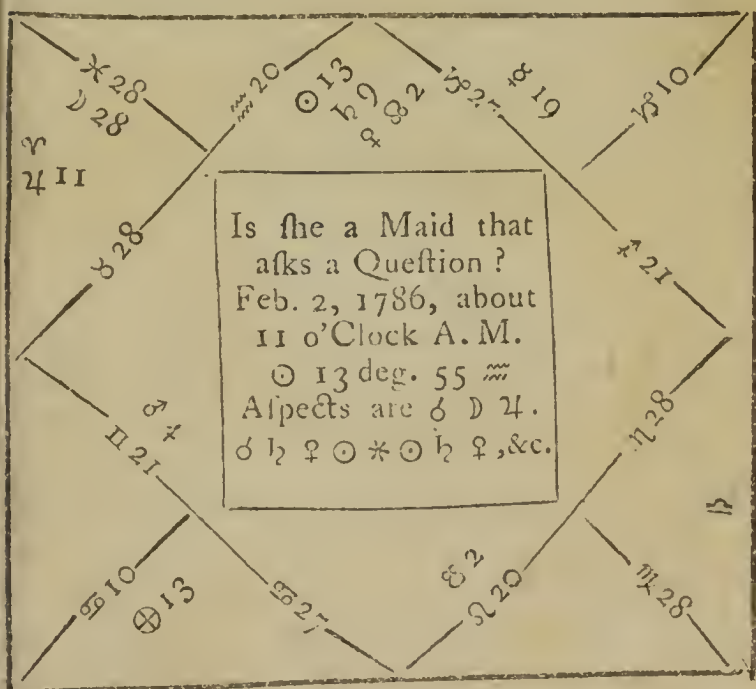 ♓ 28
☽ 28
♈
♃ 11
♒ 20
☉ 13
♄ 9
♀ ☊ 2
♑ 27
☿ 19
♑ 10
♉ 28
♐ 21
Is ſhe a Maid that
aſks a Queſtion ?
Feb. 2, 1786, about
11 o'Clock A. M.
☉ 13 deg. 55 ♒
Aſpects are ☌ ☽ ♃.
☌ ♄ ♀ ☉ ⚹ ☉ ♄ ♀ ,&c.
♂
♊ 21
♏ 28
♎
♋ 10
⊕ 13
♋ 27
☋ 2
♌ 20
♍ 28